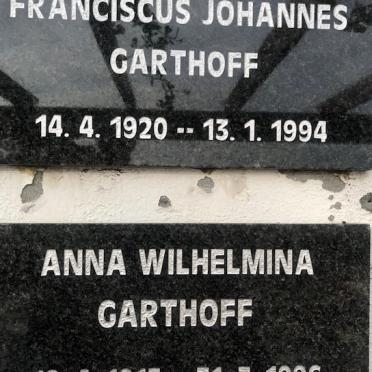 FRANCISCUS JOHANNES
GARTHOFF
14. 4. 1920 -- 13. 1. 1994
ANNA WILHELMINA
GARTHOFF